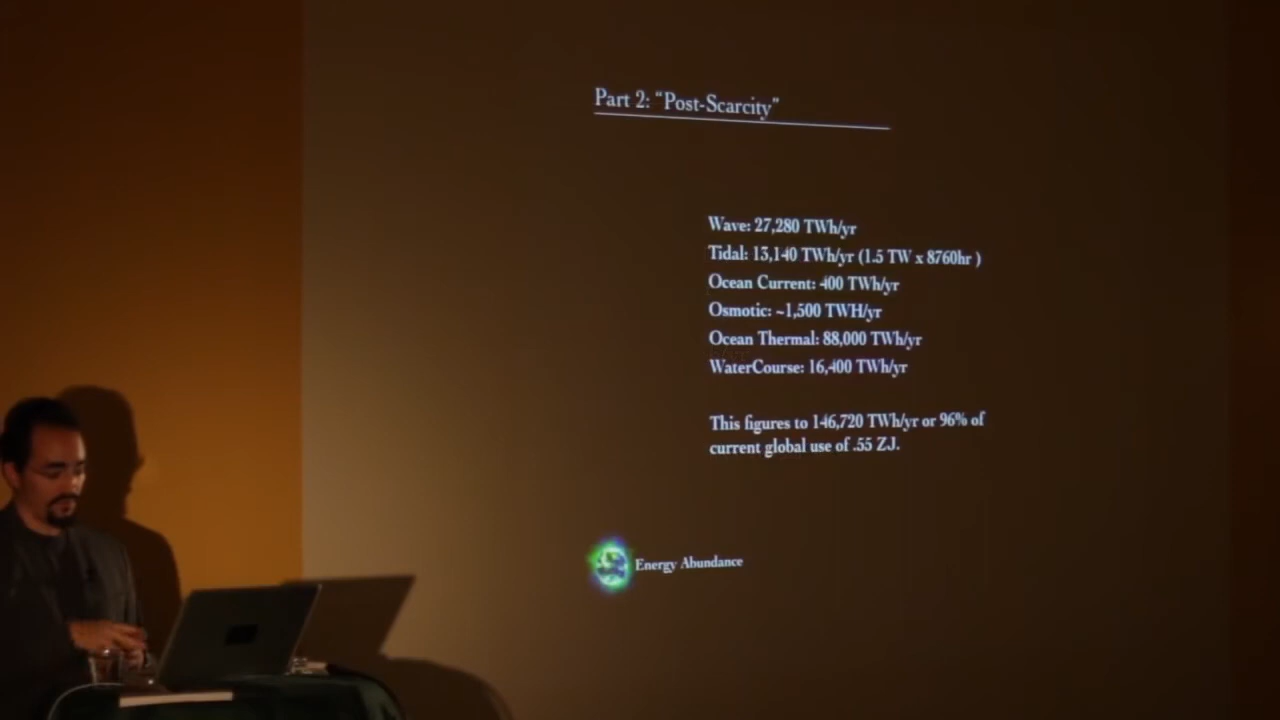 Part 2: "Post-Scarcity"
Wave: 27,280 TWh/yr
Tidal: 13,140 TWh/yr (1.5 TW x 8760hr )
Ocean Current: 400 TWh/yr
Osmotic: ~1,500 TWH/yr
Ocean Thermal: 88,000 TWh/yr
WaterCourse: 16,400 TWh/yr
This figures to 146,720 TWh/yr or 96% of
current global use of .55 ZJ.
Energy Abundance